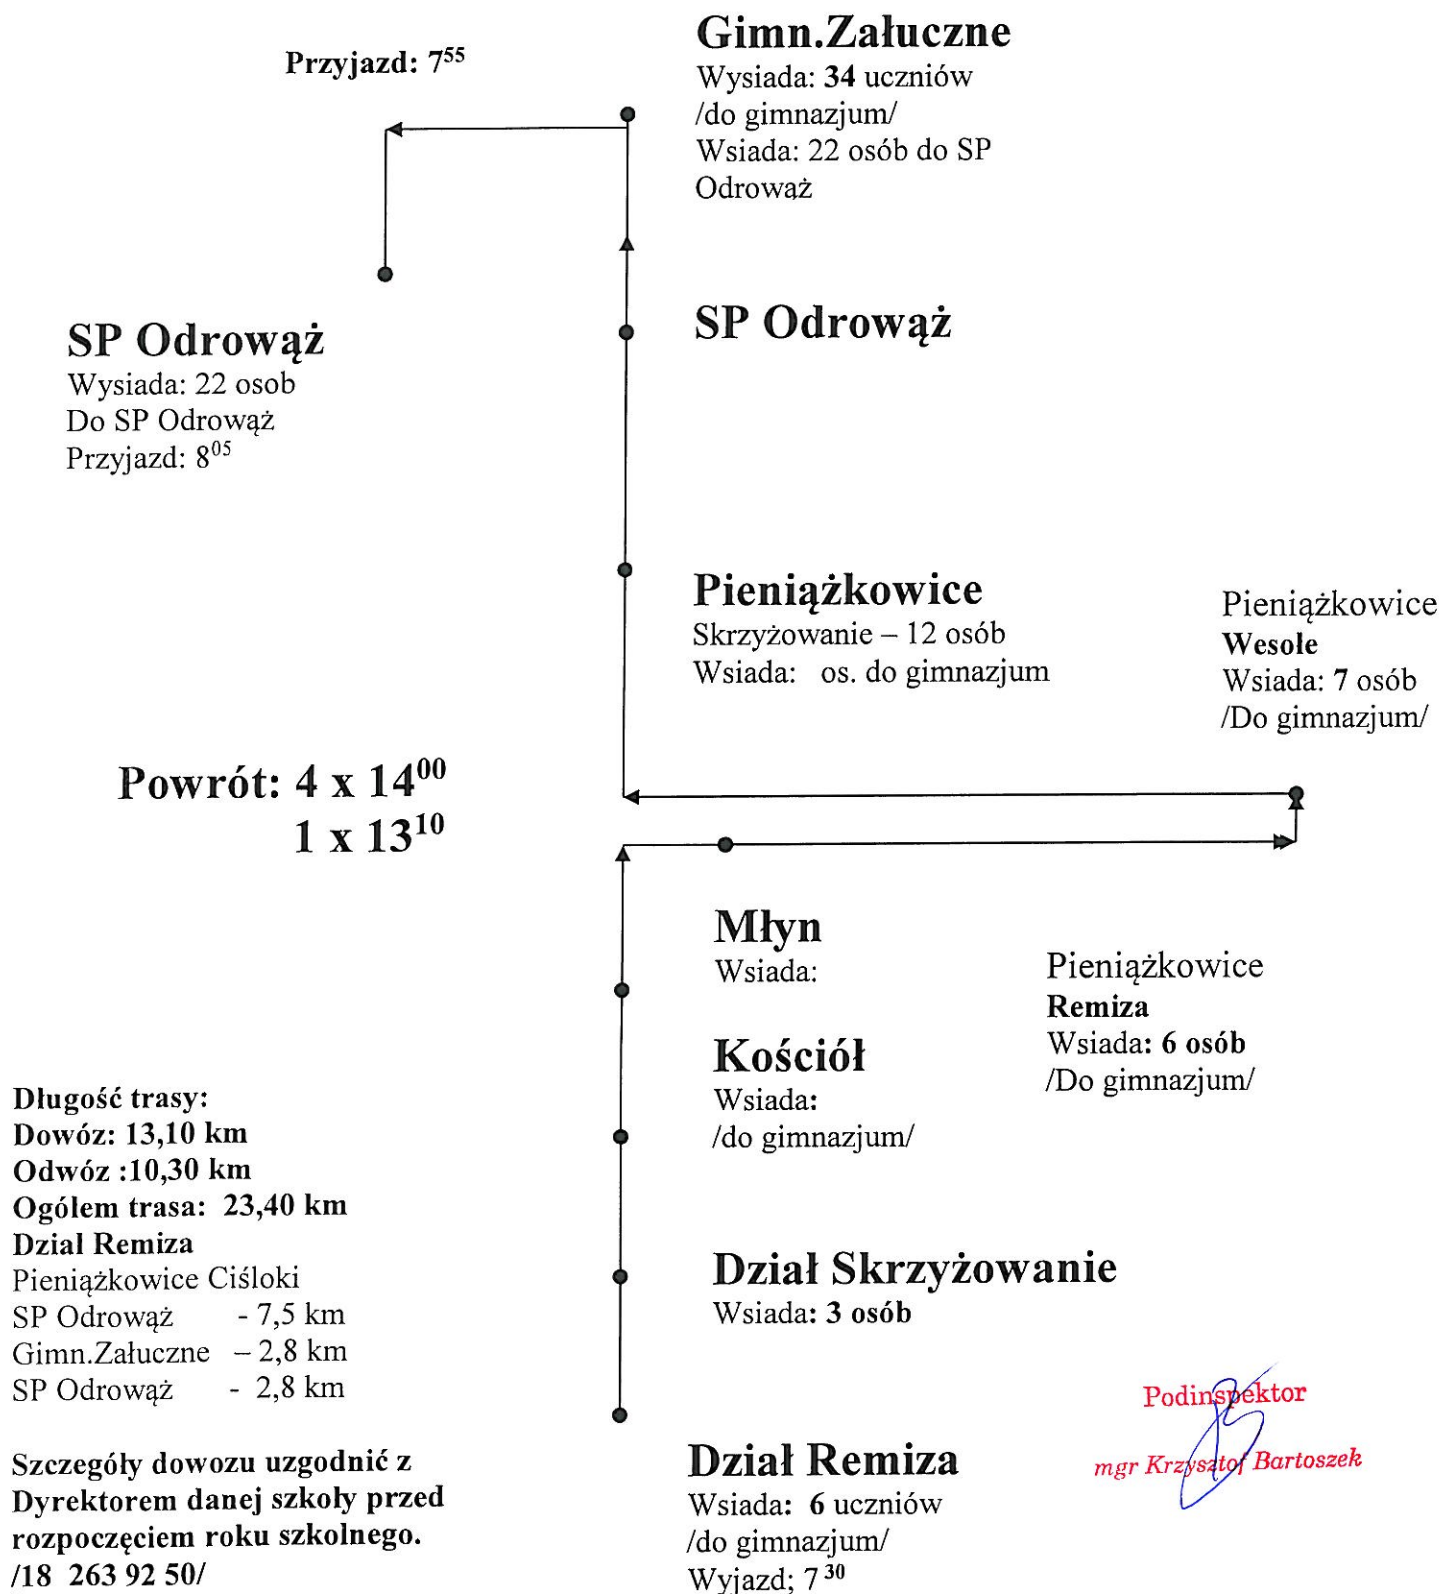 Przyjazd: 7⁵⁵
Gimn.Załuczne
Wysiada: 34 uczniów
/do gimnazjum/
Wsiada: 22 osób do SP
Odrowąż
SP Odrowąż
Wysiada: 22 osob
Do SP Odrowąż
Przyjazd: 8⁰⁵
SP Odrowąż
Pieniążkowice
Skrzyżowanie – 12 osób
Wsiada: os. do gimnazjum
Pieniążkowice
Wesole
Wsiada: 7 osób
/Do gimnazjum/
Powrót: 4 x 14⁰⁰
1 x 13¹⁰
Młyn
Wsiada:
Pieniążkowice
Remiza
Wsiada: 6 osób
/Do gimnazjum/
Kościół
Wsiada:
/do gimnazjum/
Długość trasy:
Dowóz: 13,10 km
Odwóz :10,30 km
Ogólem trasa: 23,40 km
Dział Remiza
Pieniążkowice Ciśloki
SP Odrowąż - 7,5 km
Gimn.Załuczne – 2,8 km
SP Odrowąż - 2,8 km
Dział Skrzyżowanie
Wsiada: 3 osób
Szczegóły dowozu uzgodnić z
Dyrektorem danej szkoły przed
rozpoczęciem roku szkolnego.
/18 263 92 50/
Dział Remiza
Wsiada: 6 uczniów
/do gimnazjum/
Wyjazd; 7³⁰
Podinspektor
mgr Krzysztof Bartoszek